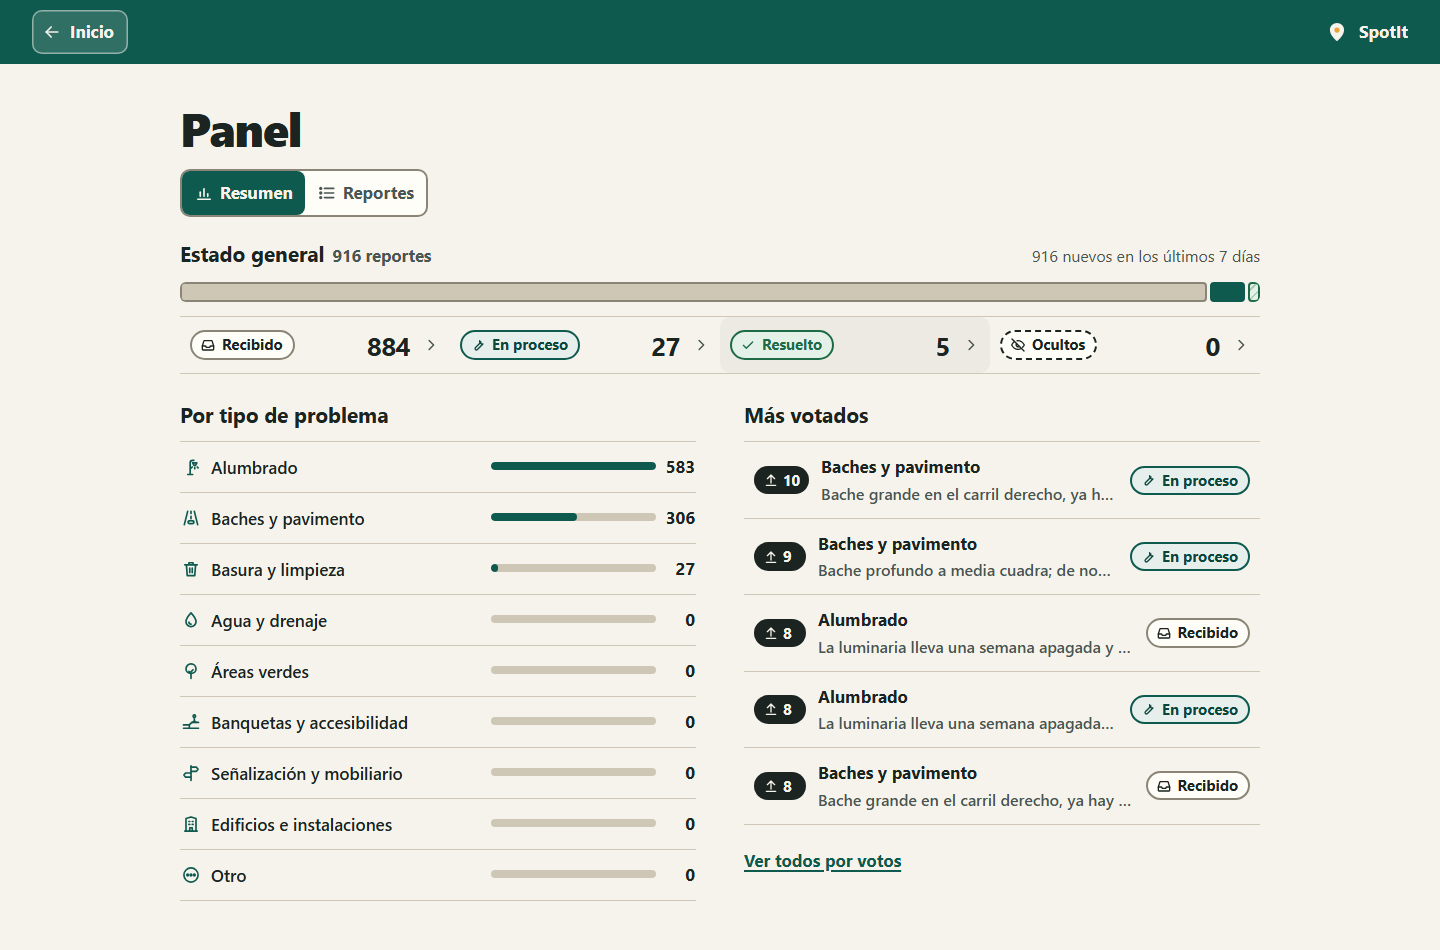 Inicio
SpotIt
Panel
Resumen
Reportes
Estado general 916 reportes
916 nuevos en los últimos 7 días
Recibido 884
En proceso 27
Resuelto 5
Ocultos 0
Por tipo de problema
Alumbrado 583
Baches y pavimento 306
Basura y limpieza 27
Agua y drenaje 0
Áreas verdes 0
Banquetas y accesibilidad 0
Señalización y mobiliario 0
Edificios e instalaciones 0
Otro 0
Más votados
10 Baches y pavimento En proceso
Bache grande en el carril derecho, ya h...
9 Baches y pavimento En proceso
Bache profundo a media cuadra; de no...
8 Alumbrado Recibido
La luminaria lleva una semana apagada y ...
8 Alumbrado En proceso
La luminaria lleva una semana apagada...
8 Baches y pavimento Recibido
Bache grande en el carril derecho, ya hay ...
Ver todos por votos